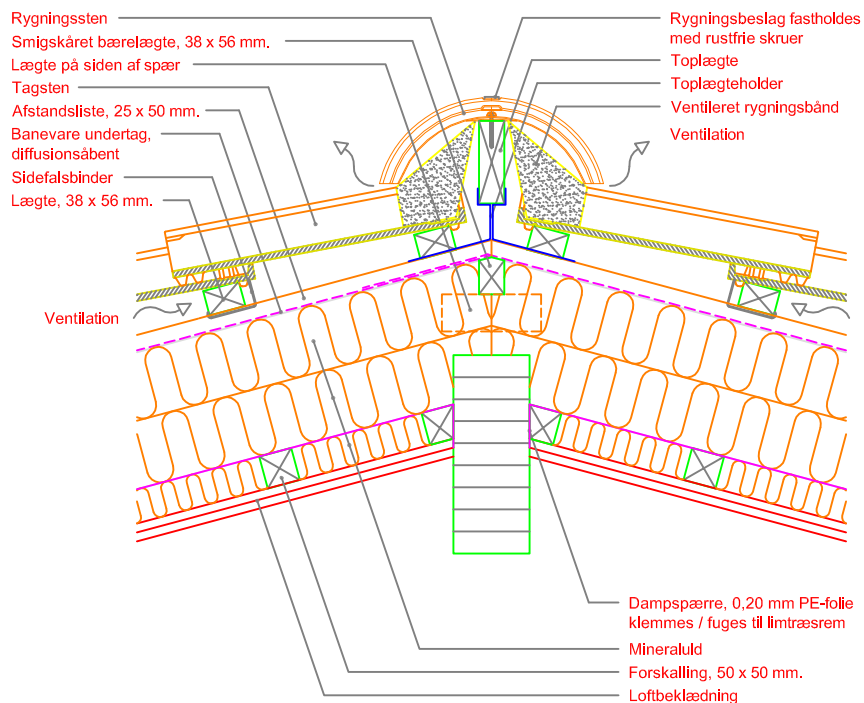 Rygningssten
Smigskåret bærelægte, 38 x 56 mm.
Lægte på siden af spær
Tagsten
Afstandsliste, 25 x 50 mm.
Banevare undertag,
diffusionsåbent
Sidefalsbinder
Lægte, 38 x 56 mm.
Ventilation
Rygningsbeslag fastholdes
med rustfrie skruer
Toplægte
Toplægteholder
Ventileret rygningsbånd
Ventilation
Dampspærre, 0,20 mm PE-folie
klemmes / fuges til limtræsrem
Mineraluld
Forskalling, 50 x 50 mm.
Loftbeklædning